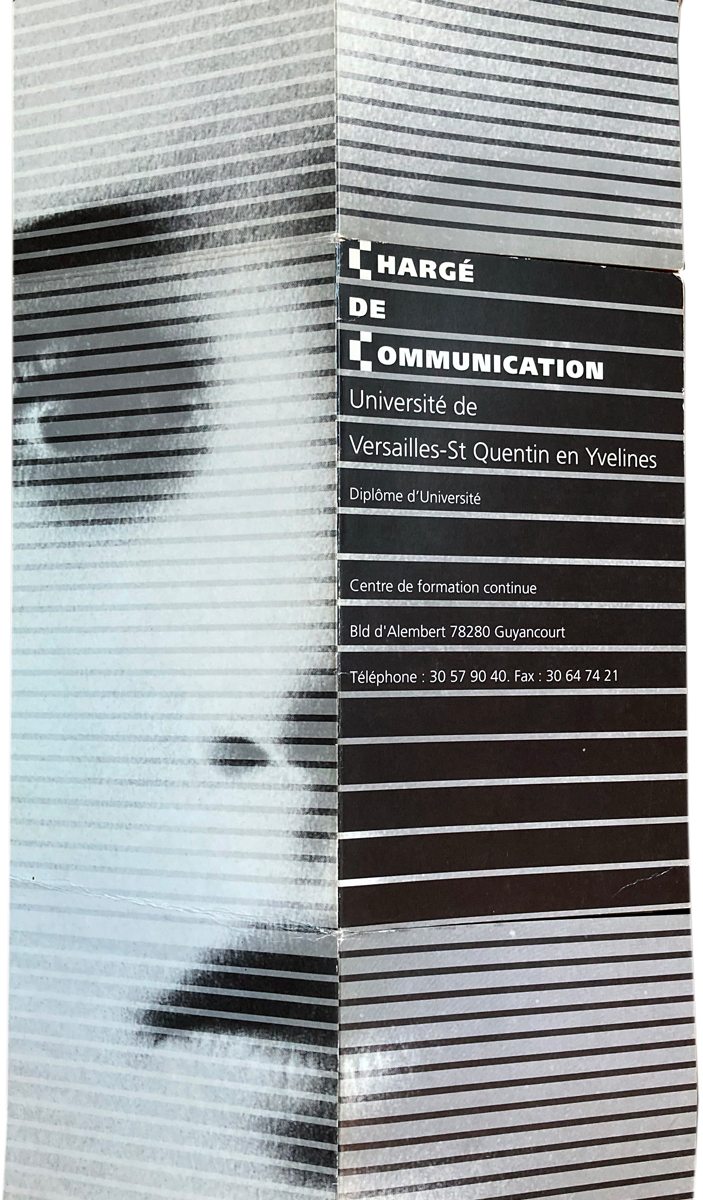 CHARGÉ
DE
COMMUNICATION
Université de
Versailles-St Quentin en Yvelines
Diplôme d'Université
Centre de formation continue
Bld d'Alembert 78280 Guyancourt
Téléphone : 30 57 90 40. Fax : 30 64 74 21